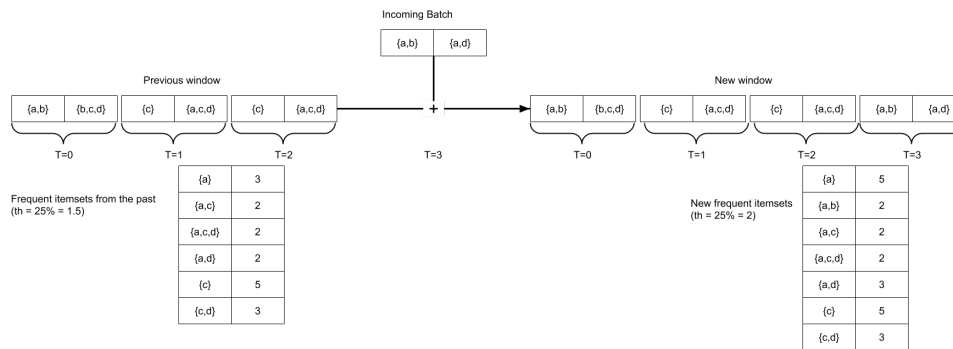 Incoming Batch
{a,b} {a,d}
Previous window
New window
{a,b} {b,c,d} {c} {a,c,d} {c} {a,c,d}
+
{a,b} {b,c,d} {c} {a,c,d} {c} {a,c,d} {a,b} {a,d}
T=0 T=1 T=2 T=3 T=0 T=1 T=2 T=3
Frequent itemsets from the past
(th = 25% = 1.5)
{a} 3
{a,c} 2
{a,c,d} 2
{a,d} 2
{c} 5
{c,d} 3
New frequent itemsets
(th = 25% = 2)
{a} 5
{a,b} 2
{a,c} 2
{a,c,d} 2
{a,d} 3
{c} 5
{c,d} 3